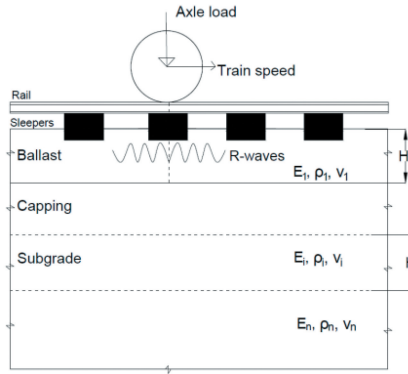 Axle load
Train speed
Rail
Sleepers
Ballast
R-waves
H
E₁, ρ₁, ν₁
Capping
Subgrade
Eᵢ, ρᵢ, νᵢ
Eₙ, ρₙ, νₙ